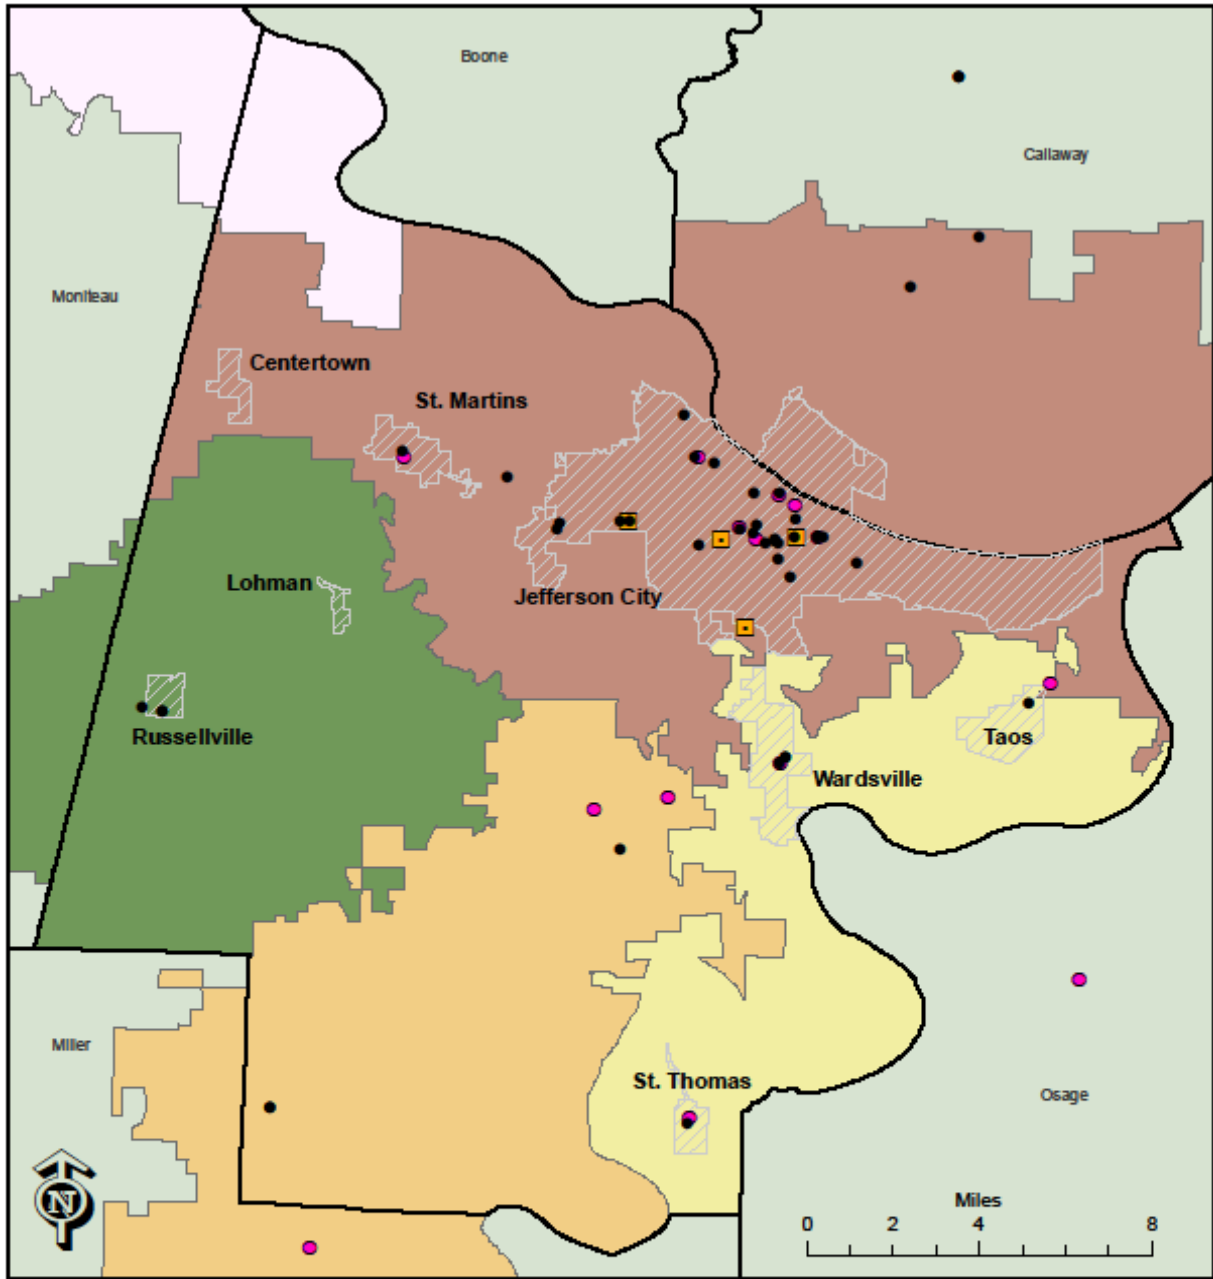 Boone
Callaway
Moniteau
Centertown
St. Martins
Lohman
Jefferson City
Russellville
Taos
Wardsville
Miller
St. Thomas
Osage
N
Miles
0 2 4 8